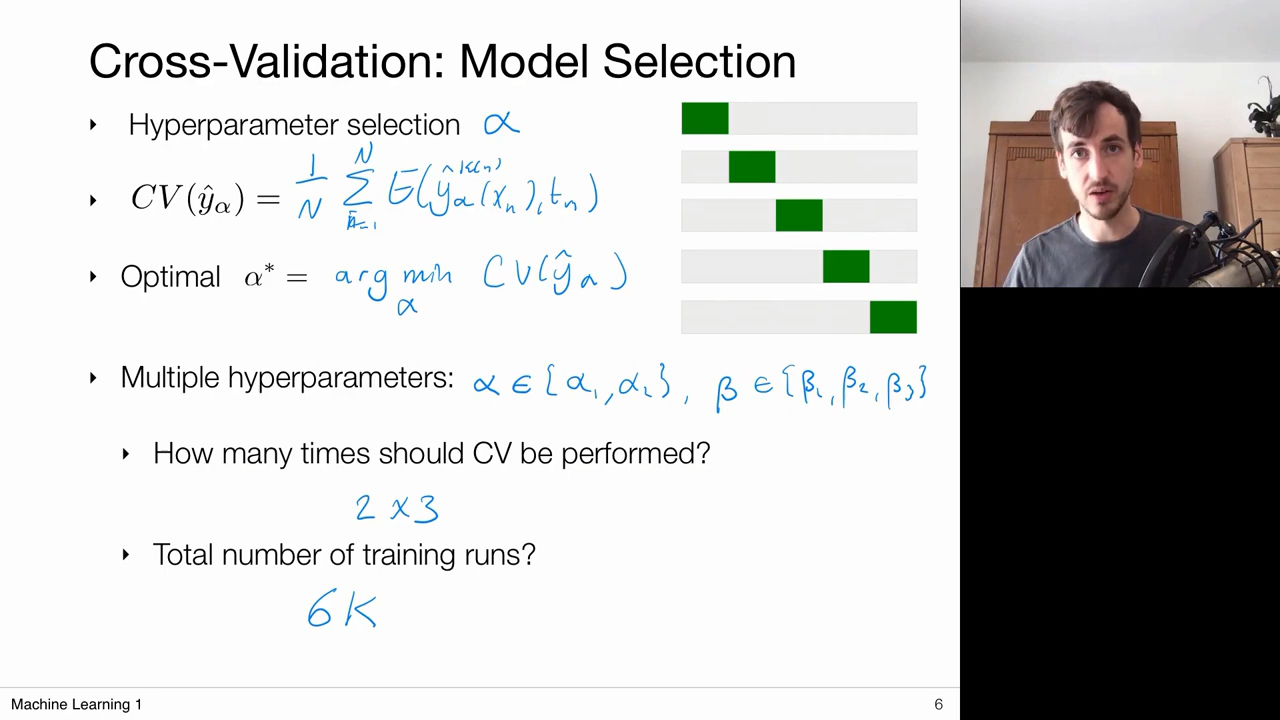 Cross-Validation: Model Selection
‣ Hyperparameter selection α
‣ CV(ŷ_α) = 1/N Σ_{n=1}^{N} E(ŷ_α^{k(n)}(x_n), t_n)
‣ Optimal α* = arg min_α CV(ŷ_α)
‣ Multiple hyperparameters: α ∈ {α₁, α₂}, β ∈ {β₁, β₂, β₃}
‣ How many times should CV be performed?
2 x 3
‣ Total number of training runs?
6 K
Machine Learning 1
6